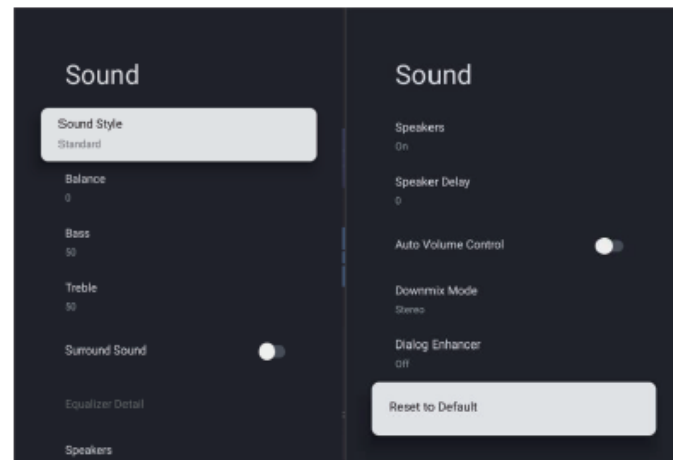 Sound
Sound Style
Standard
Balance
0
Bass
50
Treble
50
Surround Sound
Equalizer Detail
Speakers
Sound
Speakers
On
Speaker Delay
0
Auto Volume Control
Downmix Mode
Stereo
Dialog Enhancer
Off
Reset to Default